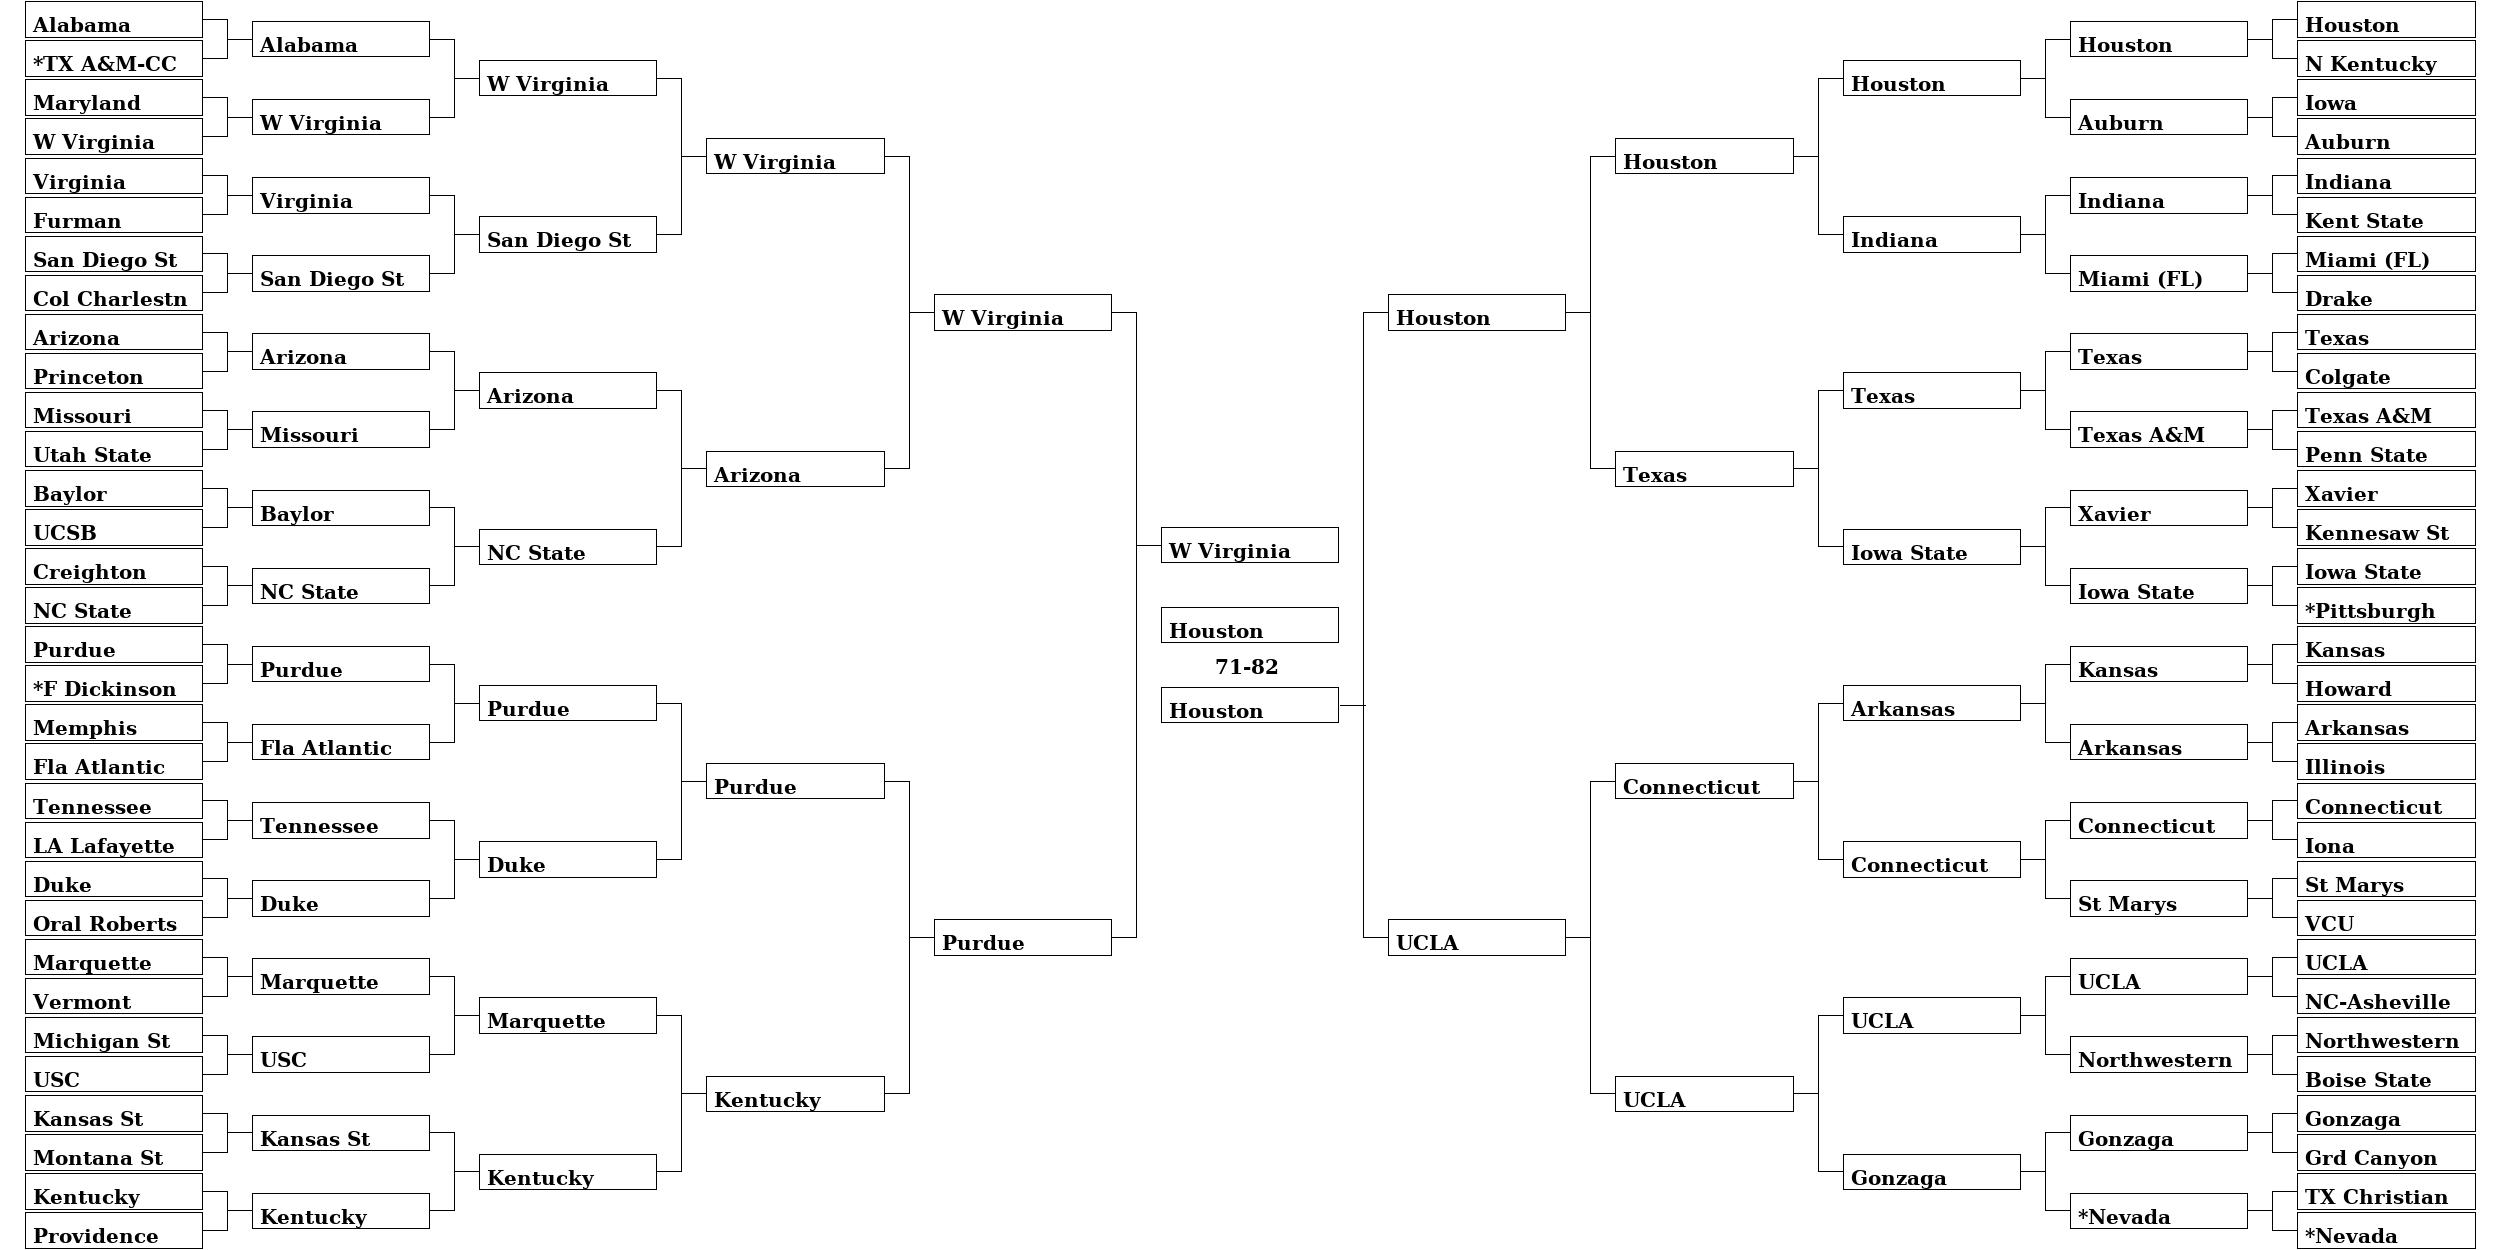 Alabama
*TX A&M-CC
Maryland
W Virginia
Virginia
Furman
San Diego St
Col Charlestn
Arizona
Princeton
Missouri
Utah State
Baylor
UCSB
Creighton
NC State
Purdue
*F Dickinson
Memphis
Fla Atlantic
Tennessee
LA Lafayette
Duke
Oral Roberts
Marquette
Vermont
Michigan St
USC
Kansas St
Montana St
Kentucky
Providence
Alabama
W Virginia
Virginia
San Diego St
Arizona
Missouri
Baylor
NC State
Purdue
Fla Atlantic
Tennessee
Duke
Marquette
USC
Kansas St
Kentucky
W Virginia
San Diego St
Arizona
NC State
Purdue
Duke
Marquette
Kentucky
W Virginia
Arizona
Purdue
Kentucky
W Virginia
Purdue
W Virginia
Houston
71-82
Houston
Houston
UCLA
Houston
Texas
Connecticut
UCLA
Houston
Indiana
Texas
Iowa State
Arkansas
Connecticut
UCLA
Gonzaga
Houston
Auburn
Indiana
Miami (FL)
Texas
Texas A&M
Xavier
Iowa State
Kansas
Arkansas
Connecticut
St Marys
UCLA
Northwestern
Gonzaga
*Nevada
Houston
N Kentucky
Iowa
Auburn
Indiana
Kent State
Miami (FL)
Drake
Texas
Colgate
Texas A&M
Penn State
Xavier
Kennesaw St
Iowa State
*Pittsburgh
Kansas
Howard
Arkansas
Illinois
Connecticut
Iona
St Marys
VCU
UCLA
NC-Asheville
Northwestern
Boise State
Gonzaga
Grd Canyon
TX Christian
*Nevada